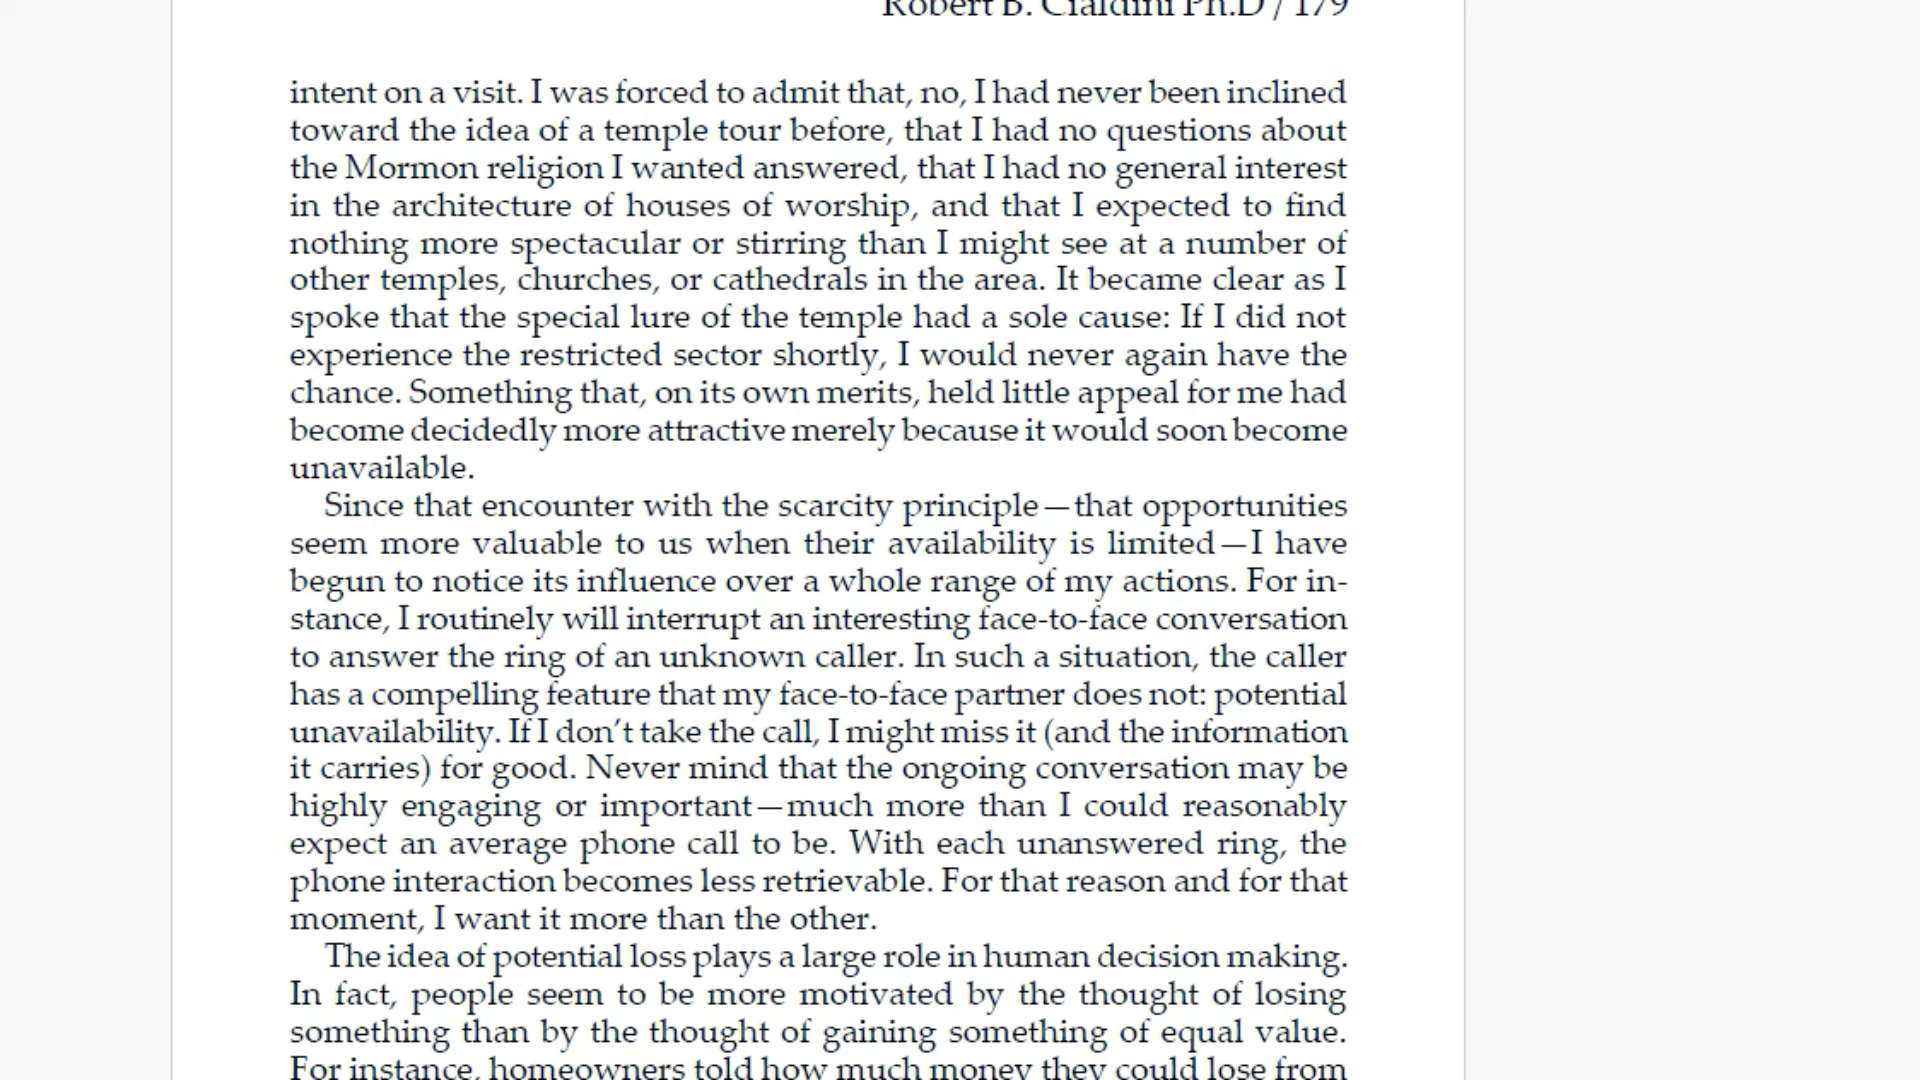 Robert B. Cialdini Ph.D / 179
intent on a visit. I was forced to admit that, no, I had never been inclined
toward the idea of a temple tour before, that I had no questions about
the Mormon religion I wanted answered, that I had no general interest
in the architecture of houses of worship, and that I expected to find
nothing more spectacular or stirring than I might see at a number of
other temples, churches, or cathedrals in the area. It became clear as I
spoke that the special lure of the temple had a sole cause: If I did not
experience the restricted sector shortly, I would never again have the
chance. Something that, on its own merits, held little appeal for me had
become decidedly more attractive merely because it would soon become
unavailable.
Since that encounter with the scarcity principle—that opportunities
seem more valuable to us when their availability is limited—I have
begun to notice its influence over a whole range of my actions. For in-
stance, I routinely will interrupt an interesting face-to-face conversation
to answer the ring of an unknown caller. In such a situation, the caller
has a compelling feature that my face-to-face partner does not: potential
unavailability. If I don’t take the call, I might miss it (and the information
it carries) for good. Never mind that the ongoing conversation may be
highly engaging or important—much more than I could reasonably
expect an average phone call to be. With each unanswered ring, the
phone interaction becomes less retrievable. For that reason and for that
moment, I want it more than the other.
The idea of potential loss plays a large role in human decision making.
In fact, people seem to be more motivated by the thought of losing
something than by the thought of gaining something of equal value.
For instance, homeowners told how much money they could lose from